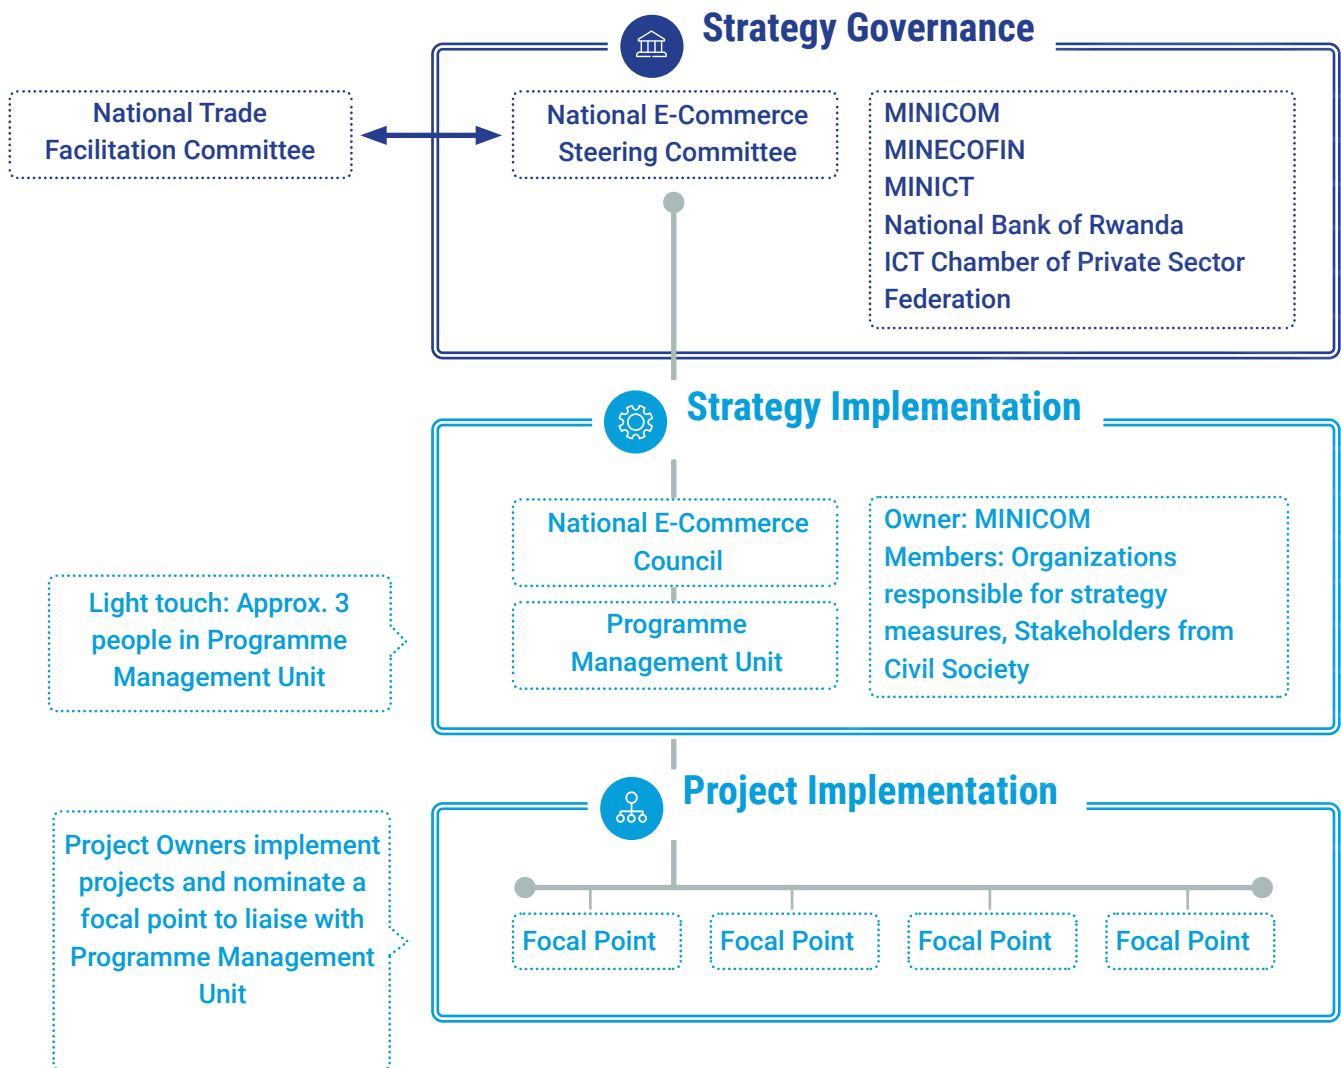 Strategy Governance
National Trade
Facilitation Committee
National E-Commerce
Steering Committee
MINICOM
MINECOFIN
MINICT
National Bank of Rwanda
ICT Chamber of Private Sector
Federation
Strategy Implementation
National E-Commerce
Council
Programme
Management Unit
Owner: MINICOM
Members: Organizations
responsible for strategy
measures, Stakeholders from
Civil Society
Light touch: Approx. 3
people in Programme
Management Unit
Project Implementation
Project Owners implement
projects and nominate a
focal point to liaise with
Programme Management
Unit
Focal Point
Focal Point
Focal Point
Focal Point